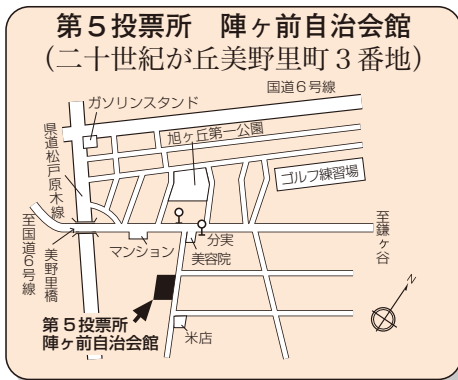 第５投票所　陣ヶ前自治会館
（二十世紀が丘美野里町３番地）
国道６号線
ガソリンスタンド
県道松戸原木線
旭ヶ丘第一公園
ゴルフ練習場
至国道６号線
美野里橋
マンション
分実
美容院
至鎌ヶ谷
N
第５投票所
陣ヶ前自治会館
米店